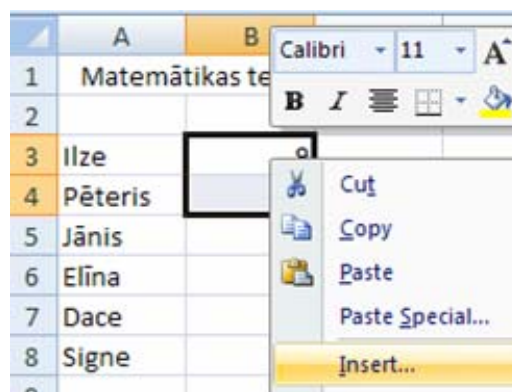 A B
Calibri 11 A
1 Matemātikas te
B I
2
3 Ilze
4 Pēteris
5 Jānis
6 Elīna
7 Dace
8 Signe
Cut
Copy
Paste
Paste Special...
Insert...